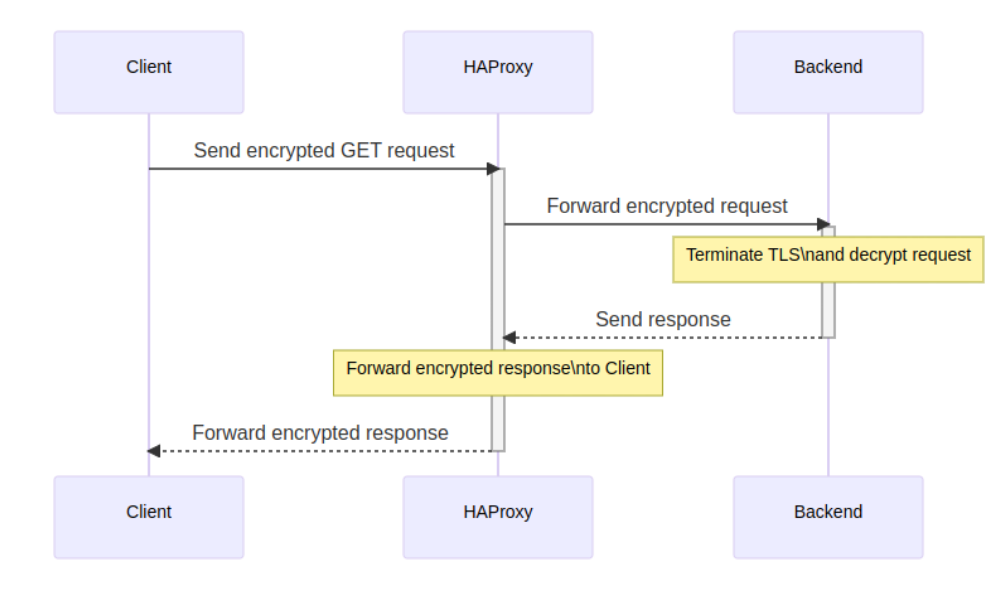 Client
HAProxy
Backend
Send encrypted GET request
Forward encrypted request
Terminate TLS\nand decrypt request
Send response
Forward encrypted response\nto Client
Forward encrypted response
Client
HAProxy
Backend